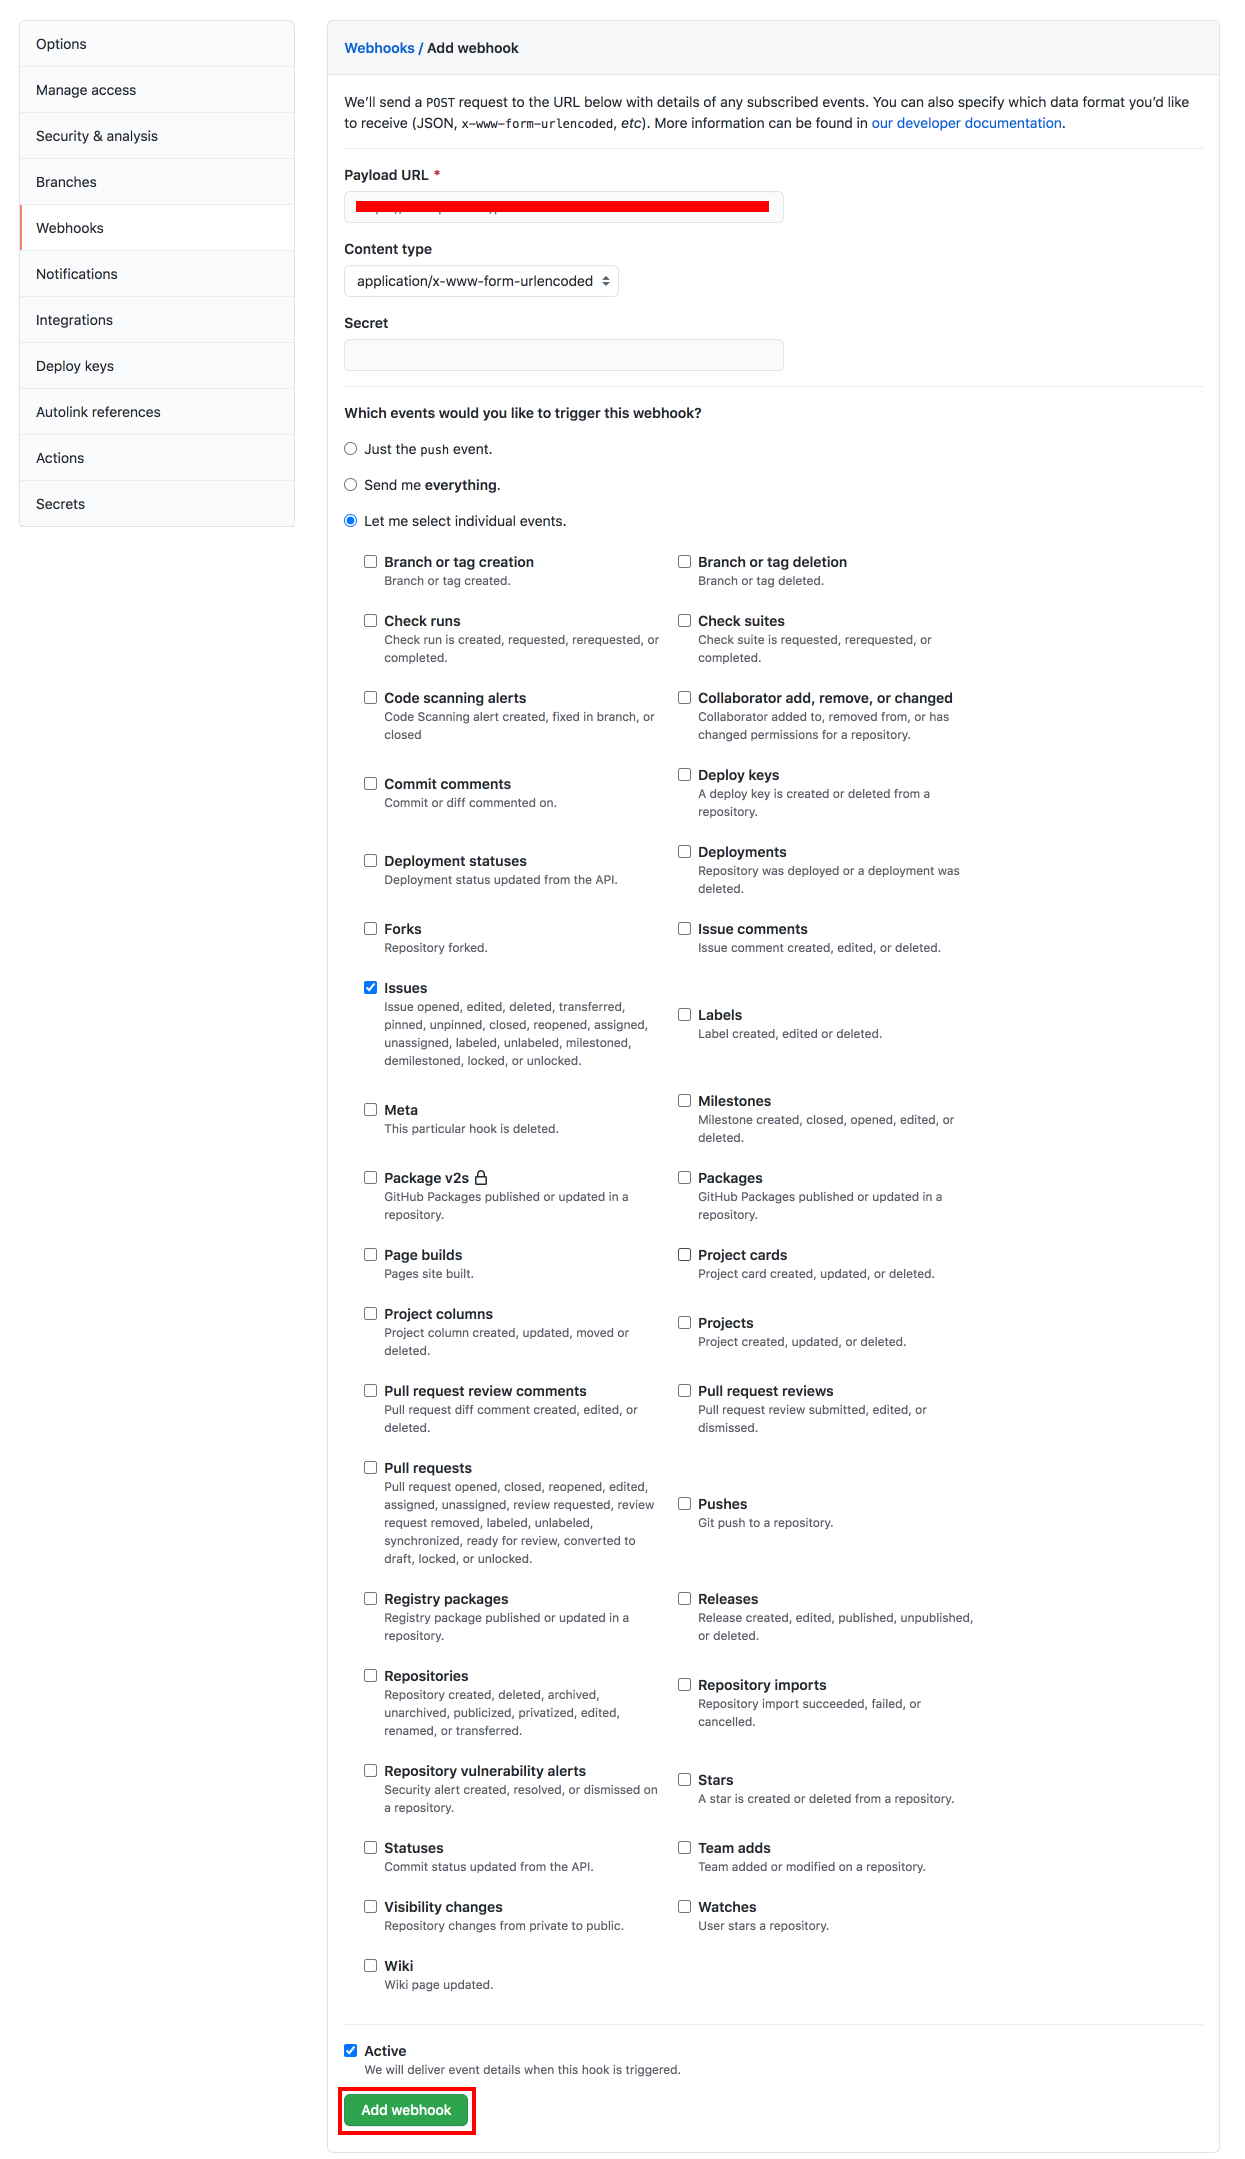 Options
Manage access
Security & analysis
Branches
Webhooks
Notifications
Integrations
Deploy keys
Autolink references
Actions
Secrets
Webhooks / Add webhook
We'll send a POST request to the URL below with details of any subscribed events. You can also specify which data format you'd like
to receive (JSON, x-www-form-urlencoded, etc). More information can be found in our developer documentation.
Payload URL *
Content type
application/x-www-form-urlencoded
Secret
Which events would you like to trigger this webhook?
Just the push event.
Send me everything.
Let me select individual events.
Branch or tag creation
Branch or tag created.
Branch or tag deletion
Branch or tag deleted.
Check runs
Check run is created, requested, rerequested, or
completed.
Check suites
Check suite is requested, rerequested, or
completed.
Code scanning alerts
Code Scanning alert created, fixed in branch, or
closed
Collaborator add, remove, or changed
Collaborator added to, removed from, or has
changed permissions for a repository.
Commit comments
Commit or diff commented on.
Deploy keys
A deploy key is created or deleted from a
repository.
Deployment statuses
Deployment status updated from the API.
Deployments
Repository was deployed or a deployment was
deleted.
Forks
Repository forked.
Issue comments
Issue comment created, edited, or deleted.
Issues
Issue opened, edited, deleted, transferred,
pinned, unpinned, closed, reopened, assigned,
unassigned, labeled, unlabeled, milestoned,
demilestoned, locked, or unlocked.
Labels
Label created, edited or deleted.
Meta
This particular hook is deleted.
Milestones
Milestone created, closed, opened, edited, or
deleted.
Package v2s
GitHub Packages published or updated in a
repository.
Packages
GitHub Packages published or updated in a
repository.
Page builds
Pages site built.
Project cards
Project card created, updated, or deleted.
Project columns
Project column created, updated, moved or
deleted.
Projects
Project created, updated, or deleted.
Pull request review comments
Pull request diff comment created, edited, or
deleted.
Pull request reviews
Pull request review submitted, edited, or
dismissed.
Pull requests
Pull request opened, closed, reopened, edited,
assigned, unassigned, review requested, review
request removed, labeled, unlabeled,
synchronized, ready for review, converted to
draft, locked, or unlocked.
Pushes
Git push to a repository.
Registry packages
Registry package published or updated in a
repository.
Releases
Release created, edited, published, unpublished,
or deleted.
Repositories
Repository created, deleted, archived,
unarchived, publicized, privatized, edited,
renamed, or transferred.
Repository imports
Repository import succeeded, failed, or
cancelled.
Repository vulnerability alerts
Security alert created, resolved, or dismissed on
a repository.
Stars
A star is created or deleted from a repository.
Statuses
Commit status updated from the API.
Team adds
Team added or modified on a repository.
Visibility changes
Repository changes from private to public.
Watches
User stars a repository.
Wiki
Wiki page updated.
Active
We will deliver event details when this hook is triggered.
Add webhook